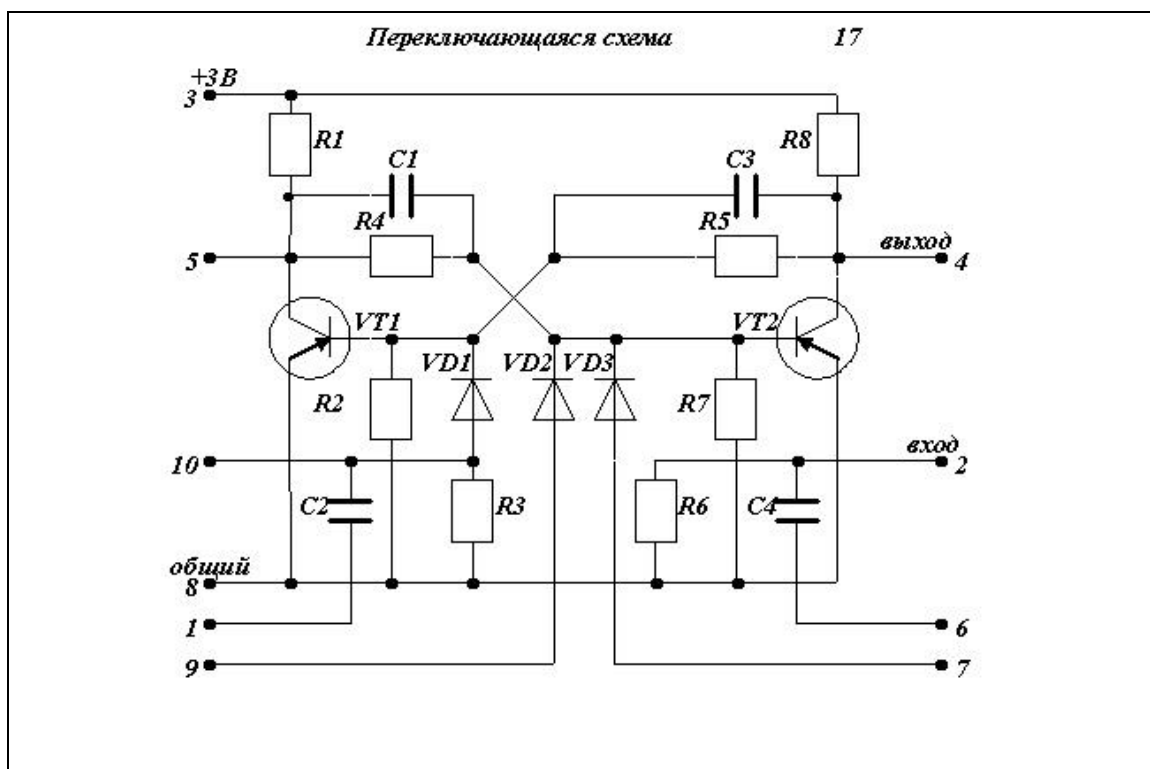 Переключающаяся схема 17
+3В
3
R1 R8
C1 C3
R4 R5
5 выход 4
VT1 VT2
VD1 VD2 VD3
R2 R7
10 вход 2
C2 R3 R6 C4
общий
8
1 6
9 7